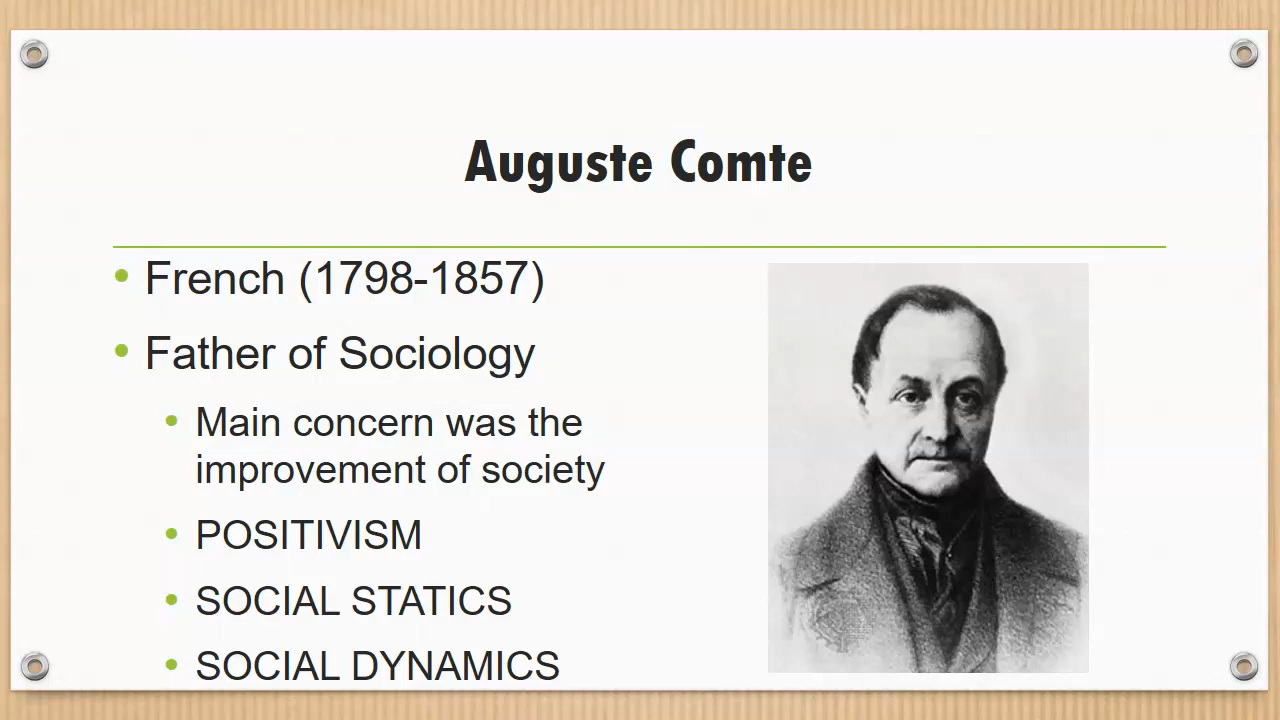 Auguste Comte
• French (1798-1857)
• Father of Sociology
• Main concern was the
improvement of society
• POSITIVISM
• SOCIAL STATICS
• SOCIAL DYNAMICS